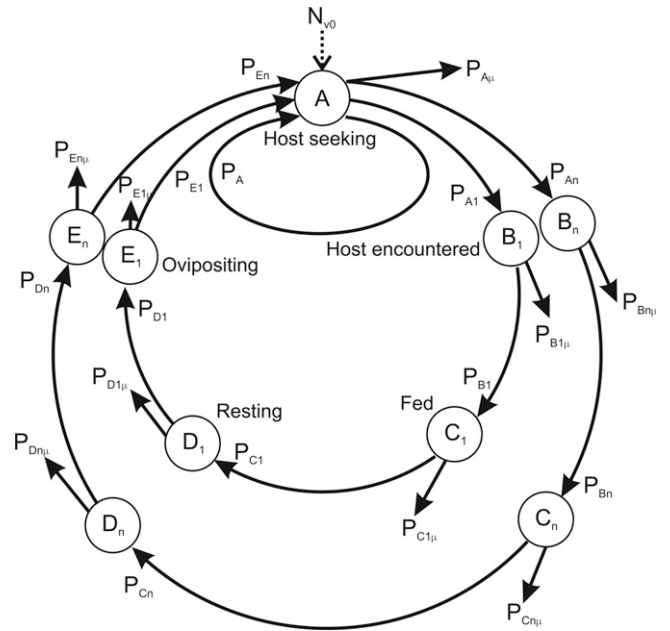 N_v0
P_En
P_Aμ
A
Host seeking
P_Enμ
P_E1μ
P_E1
P_A
P_A1
P_An
E_n
E_1
Ovipositing
Host encountered
B_1
B_n
P_Dn
P_D1
P_B1μ
P_Bnμ
P_D1μ
Resting
P_B1
Fed
P_Dnμ
D_1
P_C1
C_1
P_Bn
D_n
P_C1μ
C_n
P_Cn
P_Cnμ